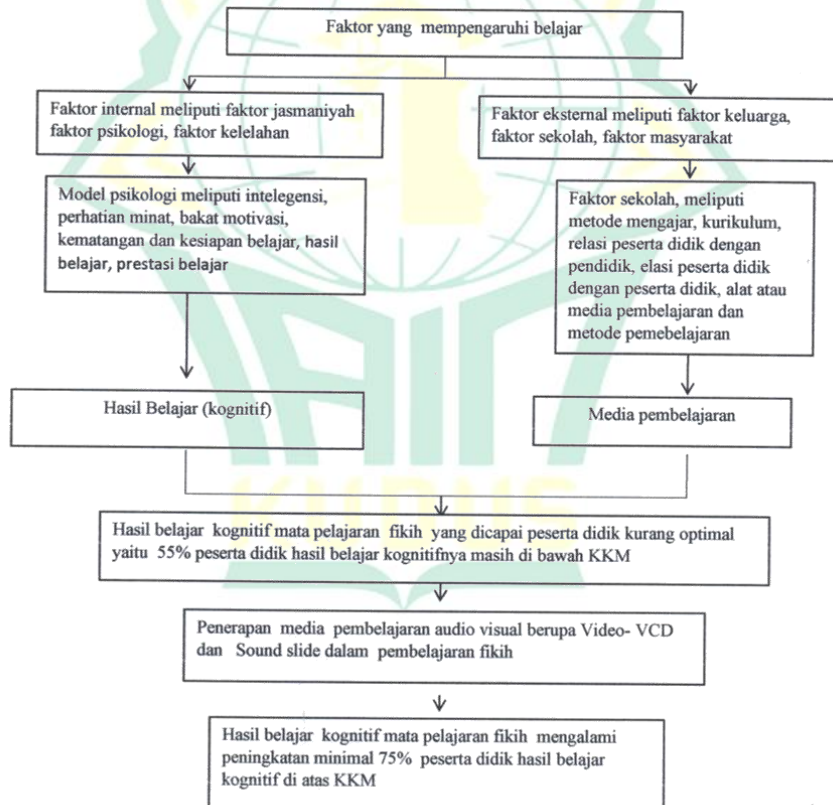 Faktor yang mempengaruhi belajar
Faktor internal meliputi faktor jasmaniyah
faktor psikologi, faktor kelelahan
Faktor eksternal meliputi faktor keluarga,
faktor sekolah, faktor masyarakat
Model psikologi meliputi intelegensi,
perhatian minat, bakat motivasi,
kematangan dan kesiapan belajar, hasil
belajar, prestasi belajar
Faktor sekolah, meliputi
metode mengajar, kurikulum,
relasi peserta didik dengan
pendidik, elasi peserta didik
dengan peserta didik, alat atau
media pembelajaran dan
metode pemebelajaran
Hasil Belajar (kognitif)
Media pembelajaran
Hasil belajar kognitif mata pelajaran fikih yang dicapai peserta didik kurang optimal
yaitu 55% peserta didik hasil belajar kognitifnya masih di bawah KKM
Penerapan media pembelajaran audio visual berupa Video- VCD
dan Sound slide dalam pembelajaran fikih
Hasil belajar kognitif mata pelajaran fikih mengalami
peningkatan minimal 75% peserta didik hasil belajar
kognitif di atas KKM
KUDUS